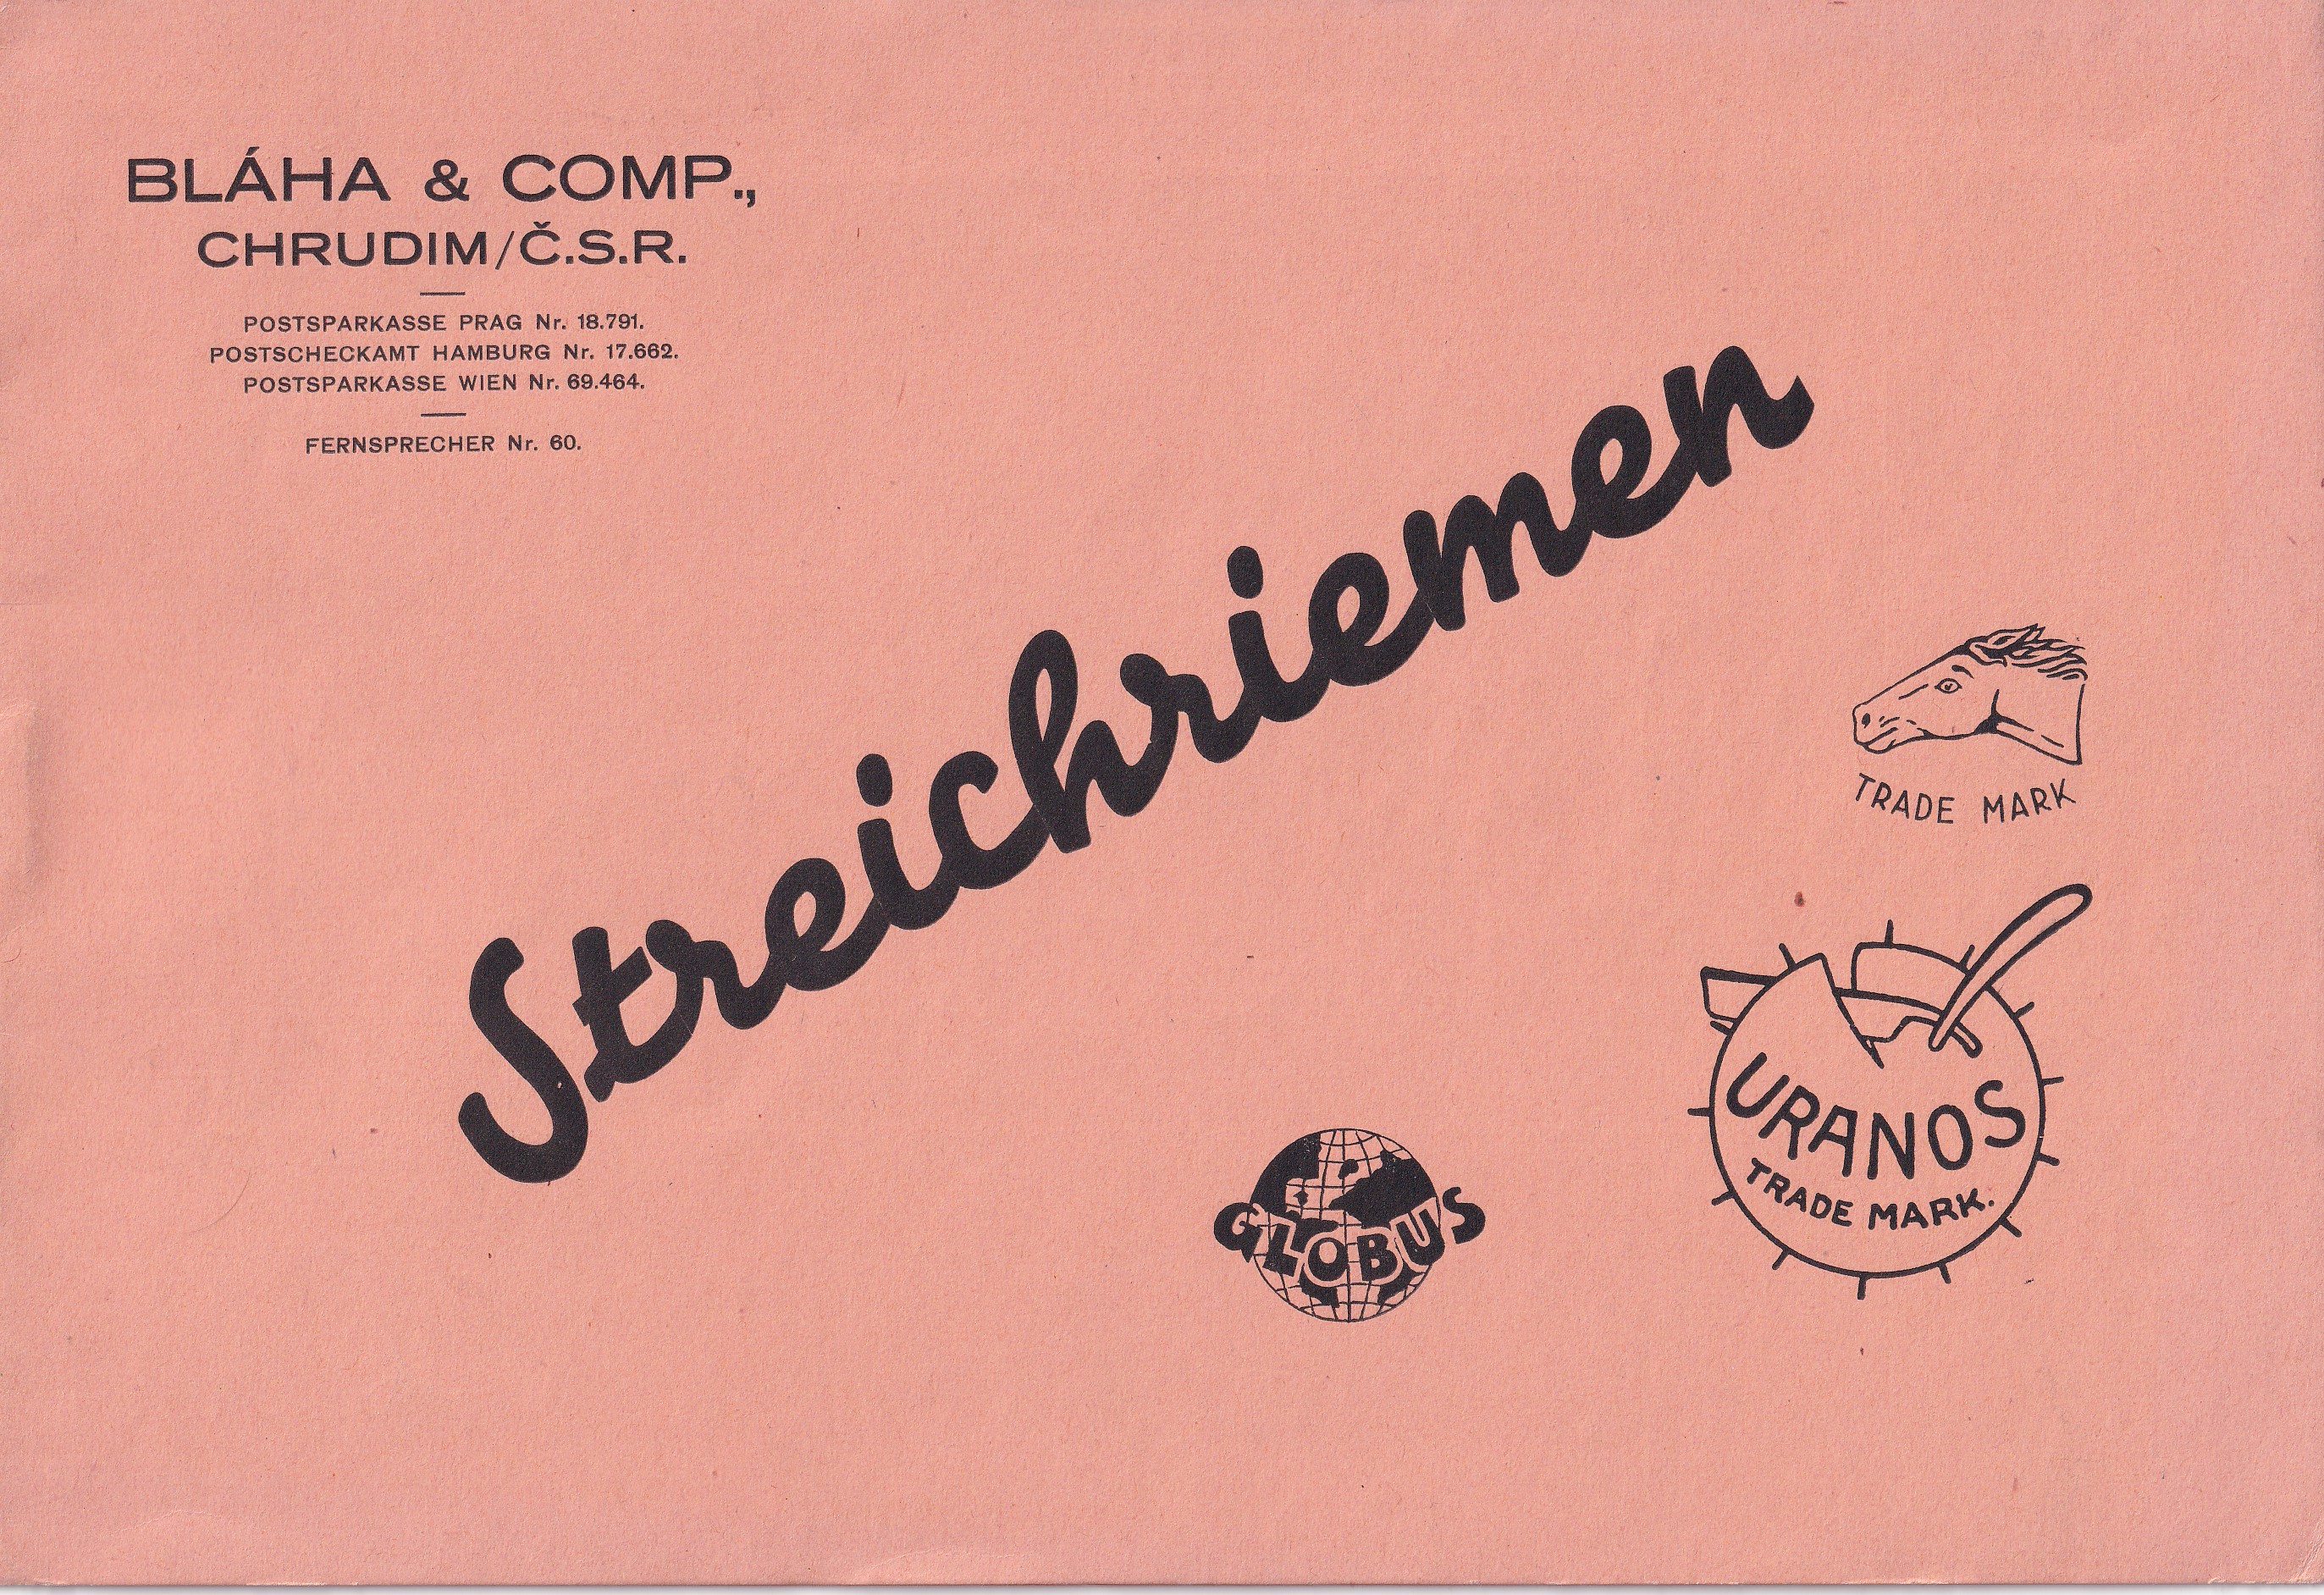 BLÁHA & COMP.,
CHRUDIM/Č.S.R.
POSTSPARKASSE PRAG Nr. 18.791.
POSTSCHECKAMT HAMBURG Nr. 17.662.
POSTSPARKASSE WIEN Nr. 69.464.
FERNSPRECHER Nr. 60.
Streichriemen
TRADE MARK
URANOS
TRADE MARK.
GLOBUS